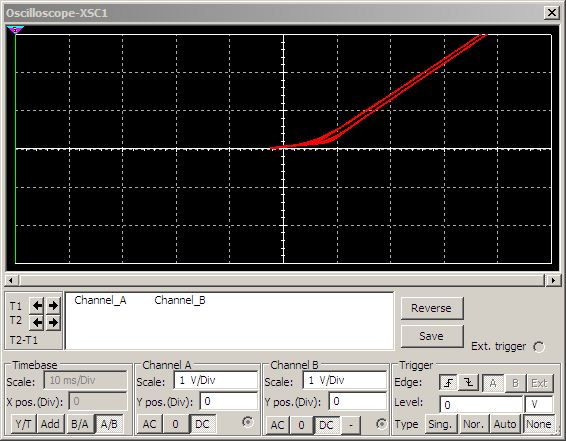 Oscilloscope-XSC1
T1
T2
T2-T1
Channel_A Channel_B
Reverse
Save
Ext. trigger
Timebase
Scale: 10 ms/Div
X pos.(Div): 0
Y/T Add B/A A/B
Channel A
Scale: 1 V/Div
Y pos.(Div): 0
AC 0 DC
Channel B
Scale: 1 V/Div
Y pos.(Div): 0
AC 0 DC -
Trigger
Edge: A B Ext
Level: 0 V
Type Sing. Nor. Auto None